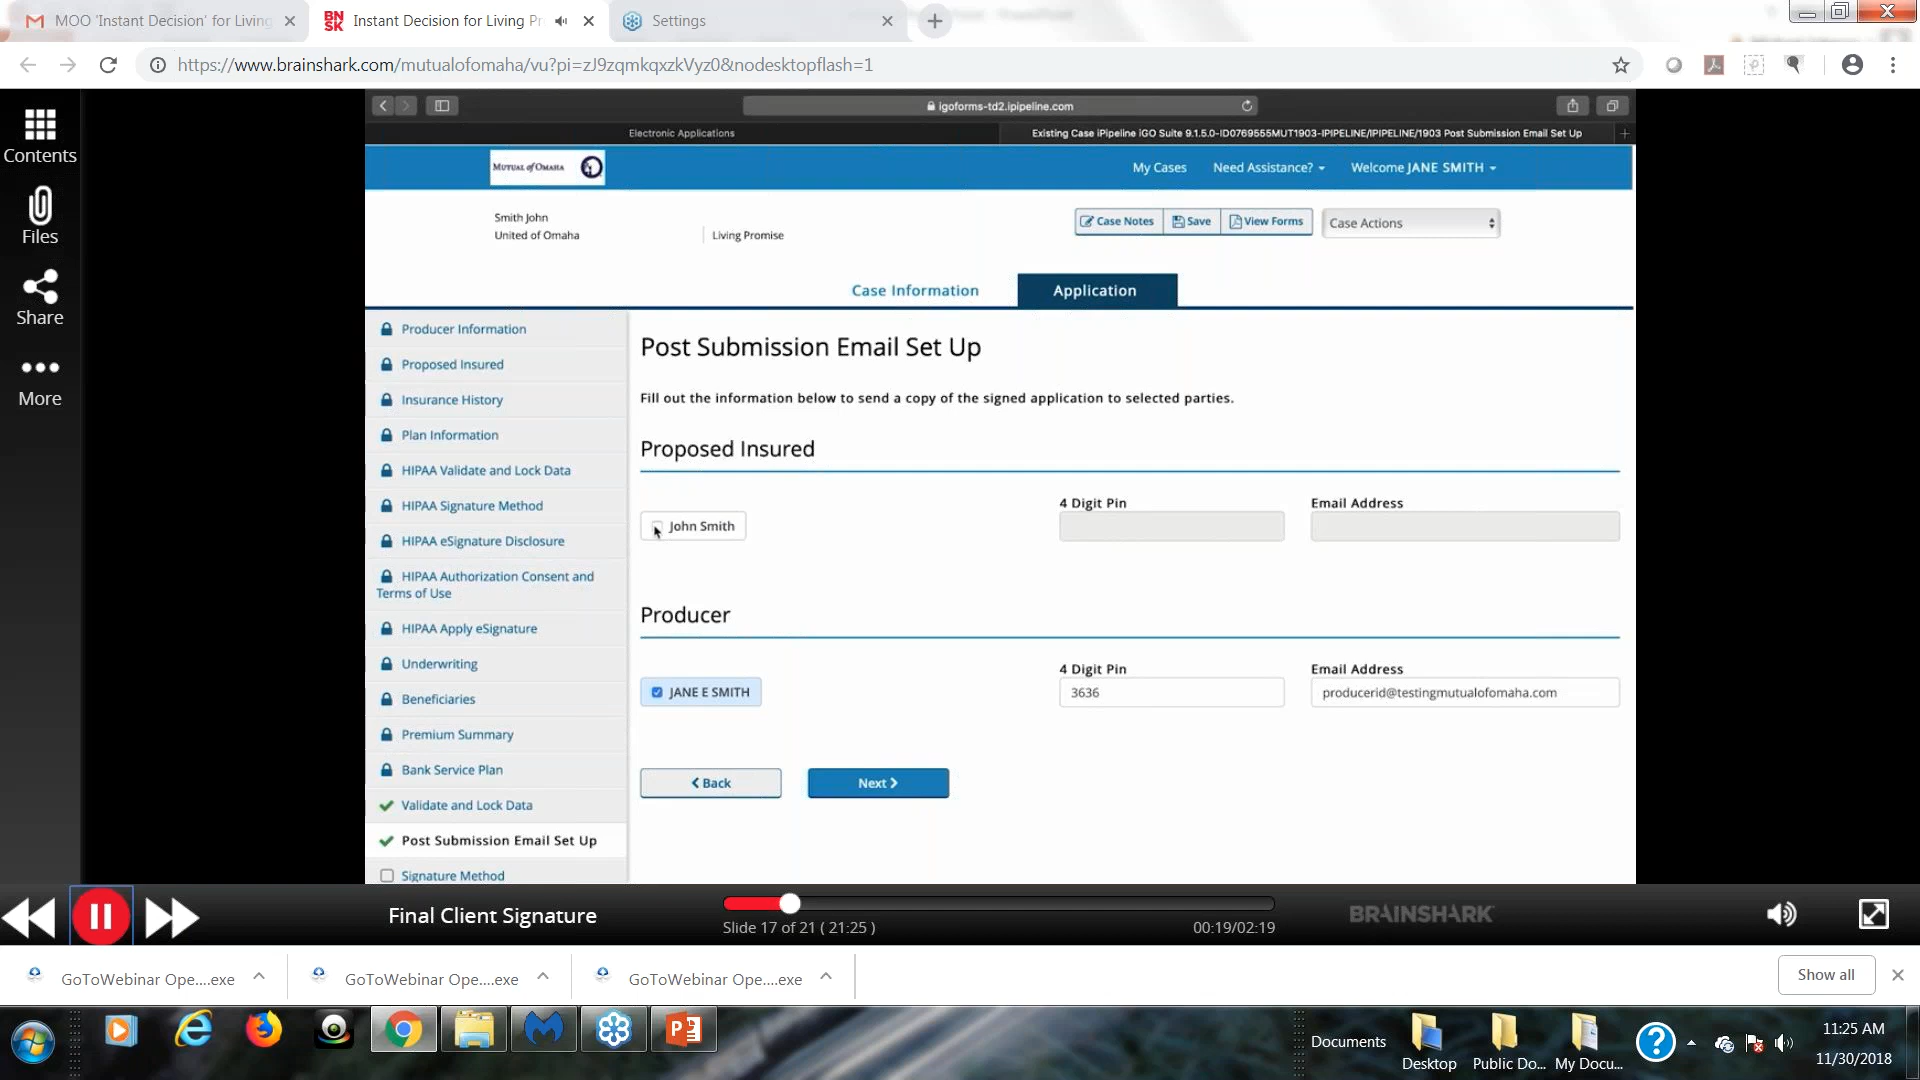 MOO 'Instant Decision' for Living
BN
SK
Instant Decision for Living Pr
Settings
https://www.brainshark.com/mutualofomaha/vu?pi=zJ9zqmkqxzkVyz0&nodesktopflash=1
Contents
Files
Share
More
igoforms-td2.ipipeline.com
Electronic Applications
Existing Case iPipeline iGO Suite 9.1.5.0-ID0769555MUT1903-IPIPELINE/IPIPELINE/1903 Post Submission Email Set Up
MUTUAL of OMAHA
My Cases
Need Assistance?
Welcome JANE SMITH
Smith John
United of Omaha
Living Promise
Case Notes
Save
View Forms
Case Actions
Case Information
Application
Producer Information
Proposed Insured
Insurance History
Plan Information
HIPAA Validate and Lock Data
HIPAA Signature Method
HIPAA eSignature Disclosure
HIPAA Authorization Consent and
Terms of Use
HIPAA Apply eSignature
Underwriting
Beneficiaries
Premium Summary
Bank Service Plan
Validate and Lock Data
Post Submission Email Set Up
Signature Method
Post Submission Email Set Up
Fill out the information below to send a copy of the signed application to selected parties.
Proposed Insured
John Smith
4 Digit Pin
Email Address
Producer
JANE E SMITH
4 Digit Pin
3636
Email Address
producerid@testingmutualofomaha.com
Back
Next
Final Client Signature
Slide 17 of 21 ( 21:25 )
00:19/02:19
BRAINSHARK
GoToWebinar Ope....exe
GoToWebinar Ope....exe
GoToWebinar Ope....exe
Show all
Documents
Desktop
Public Do...
My Docu...
11:25 AM
11/30/2018